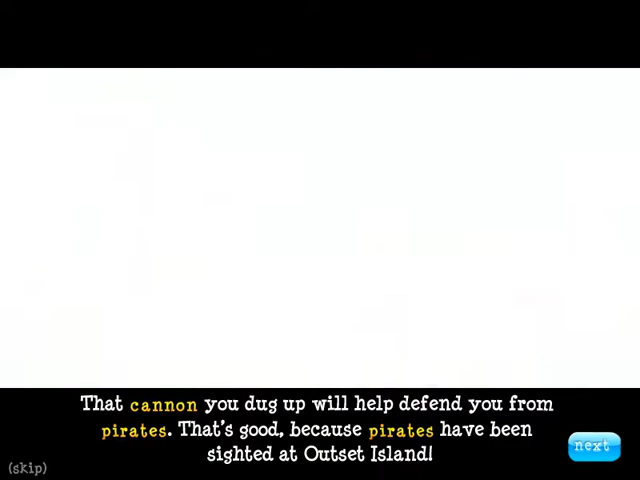 That cannon you dug up will help defend you from
pirates. That's good, because pirates have been
sighted at Outset Island!
next
(skip)